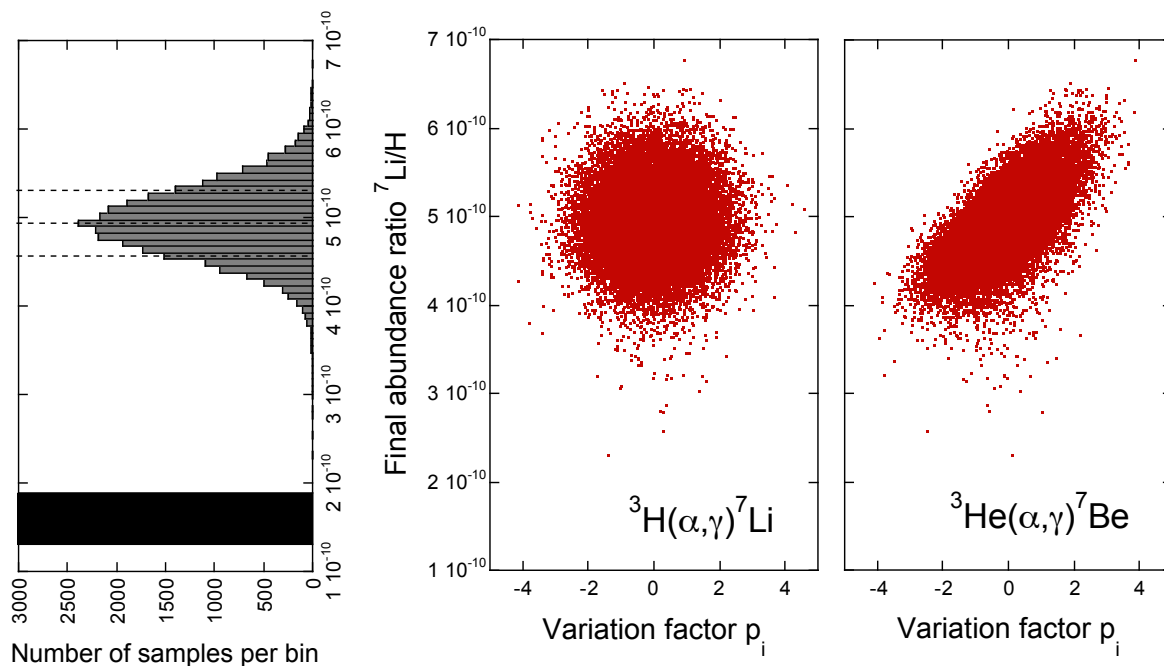 7 10⁻¹⁰
6 10⁻¹⁰
5 10⁻¹⁰
4 10⁻¹⁰
3 10⁻¹⁰
2 10⁻¹⁰
1 10⁻¹⁰
3000 2500 2000 1500 1000 500 0
Number of samples per bin
Final abundance ratio ⁷Li/H
7 10⁻¹⁰
6 10⁻¹⁰
5 10⁻¹⁰
4 10⁻¹⁰
3 10⁻¹⁰
2 10⁻¹⁰
1 10⁻¹⁰
³H(α,γ)⁷Li
-4 -2 0 2 4
Variation factor pᵢ
³He(α,γ)⁷Be
-4 -2 0 2 4
Variation factor pᵢ